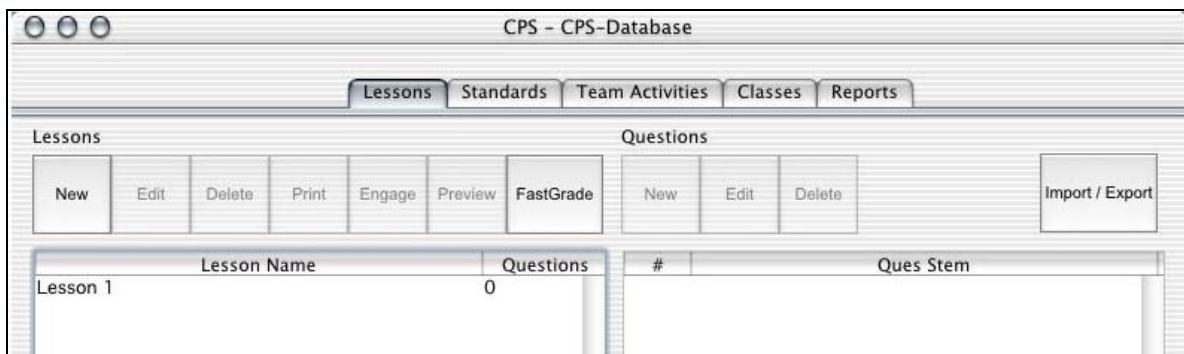 CPS - CPS-Database
Lessons Standards Team Activities Classes Reports
Lessons
Questions
New Edit Delete Print Engage Preview FastGrade
New Edit Delete
Import / Export
Lesson Name Questions
# Ques Stem
Lesson 1 0